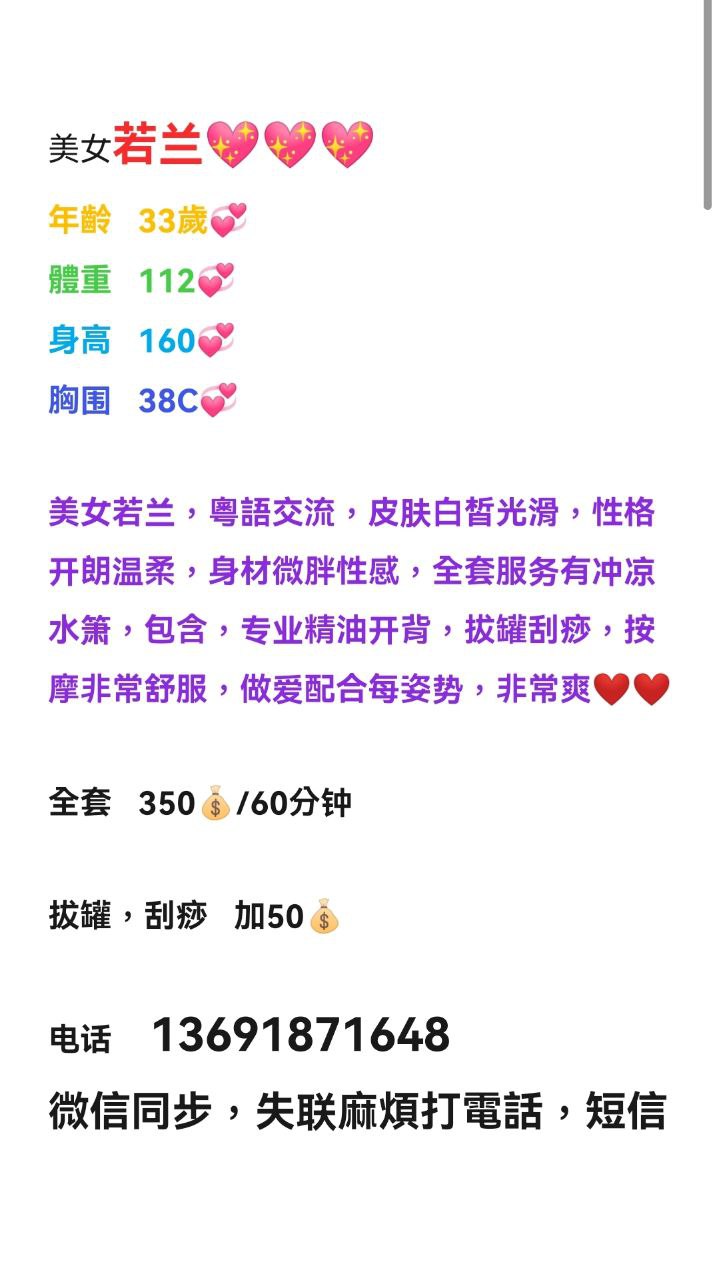 美女若兰💖💖💖
年齡 33歲💞
體重 112💞
身高 160💞
胸围 38C💞
美女若兰，粵語交流，皮肤白皙光滑，性格
开朗温柔，身材微胖性感，全套服务有冲凉
水箫，包含，专业精油开背，拔罐刮痧，按
摩非常舒服，做爱配合每姿势，非常爽❤️❤️
全套 350💰/60分钟
拔罐，刮痧 加50💰
电话 13691871648
微信同步，失联麻煩打電話，短信